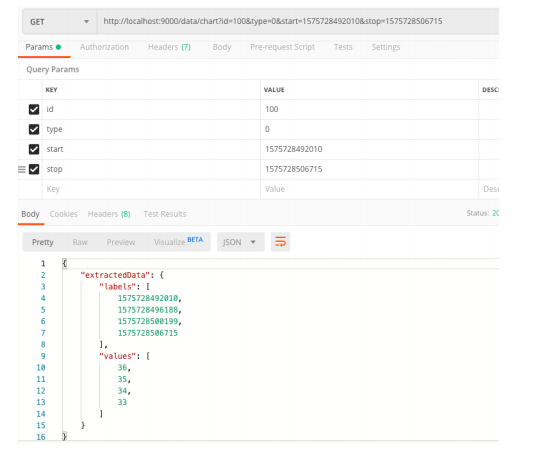 GET http://localhost:9000/data/chart?id=100&type=0&start=1575728492010&stop=1575728506715
Params Authorization Headers (7) Body Pre-request Script Tests Settings
Query Params
KEY VALUE DESC
id 100
type 0
start 1575728492010
stop 1575728506715
Key Value Des
Body Cookies Headers (8) Test Results Status: 20
Pretty Raw Preview Visualize BETA JSON
1 {
2 "extractedData": {
3 "labels": [
4 1575728492010,
5 1575728496188,
6 1575728500199,
7 1575728506715
8 ],
9 "values": [
10 36,
11 35,
12 34,
13 33
14 ]
15 }
16 }